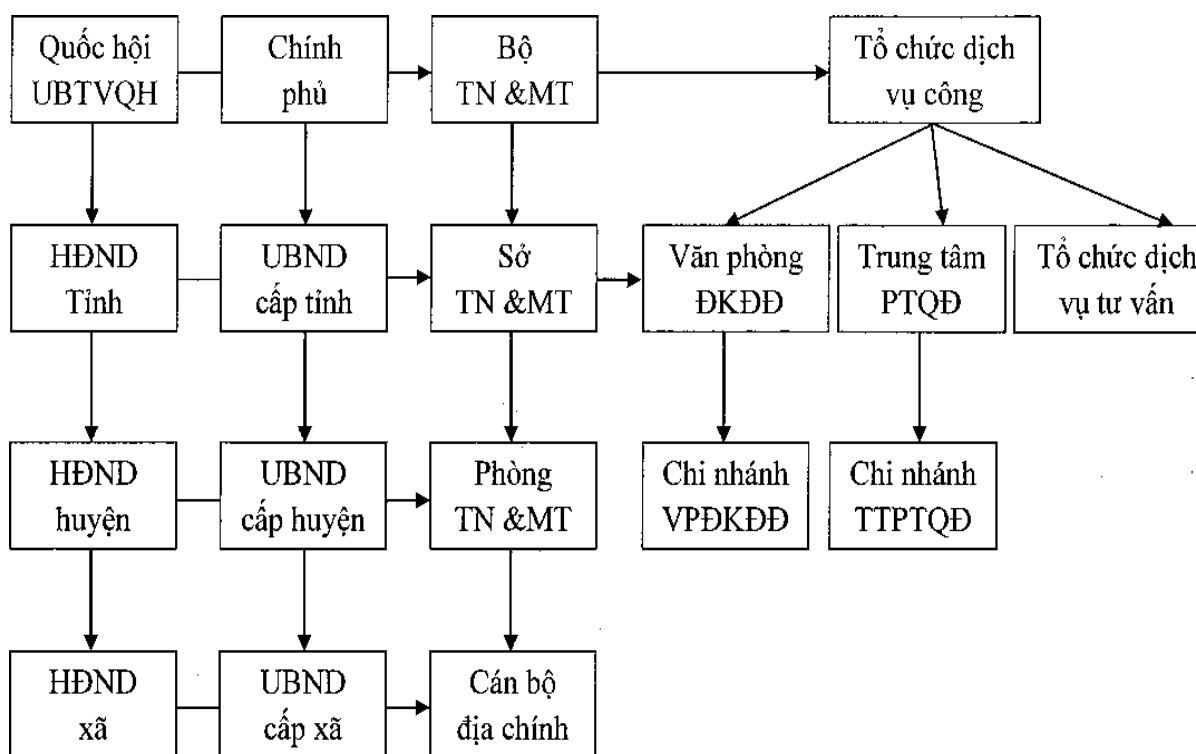 Quốc hội
UBTVQH
Chính
phủ
Bộ
TN &MT
Tổ chức dịch
vụ công
HĐND
Tỉnh
UBND
cấp tỉnh
Sở
TN &MT
Văn phòng
ĐKĐĐ
Trung tâm
PTQĐ
Tổ chức dịch
vụ tư vấn
HĐND
huyện
UBND
cấp huyện
Phòng
TN &MT
Chi nhánh
VPĐKĐĐ
Chi nhánh
TTPTQĐ
HĐND
xã
UBND
cấp xã
Cán bộ
địa chính